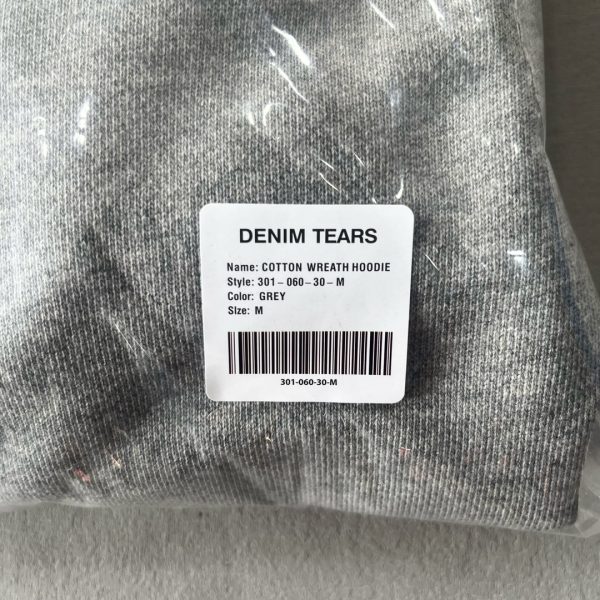 DENIM TEARS
Name: COTTON WREATH HOODIE
Style: 301 – 060 – 30 – M
Color: GREY
SIze: M
301-060-30-M